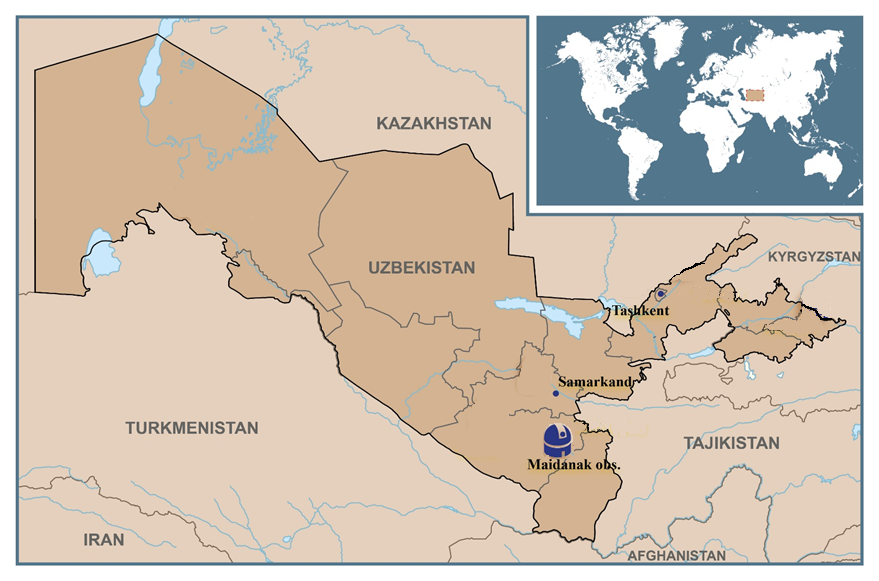 KAZAKHSTAN
KYRGYZSTAN
UZBEKISTAN
Tashkent
Samarkand
TURKMENISTAN
TAJIKISTAN
Maidanak obs.
IRAN
AFGHANISTAN